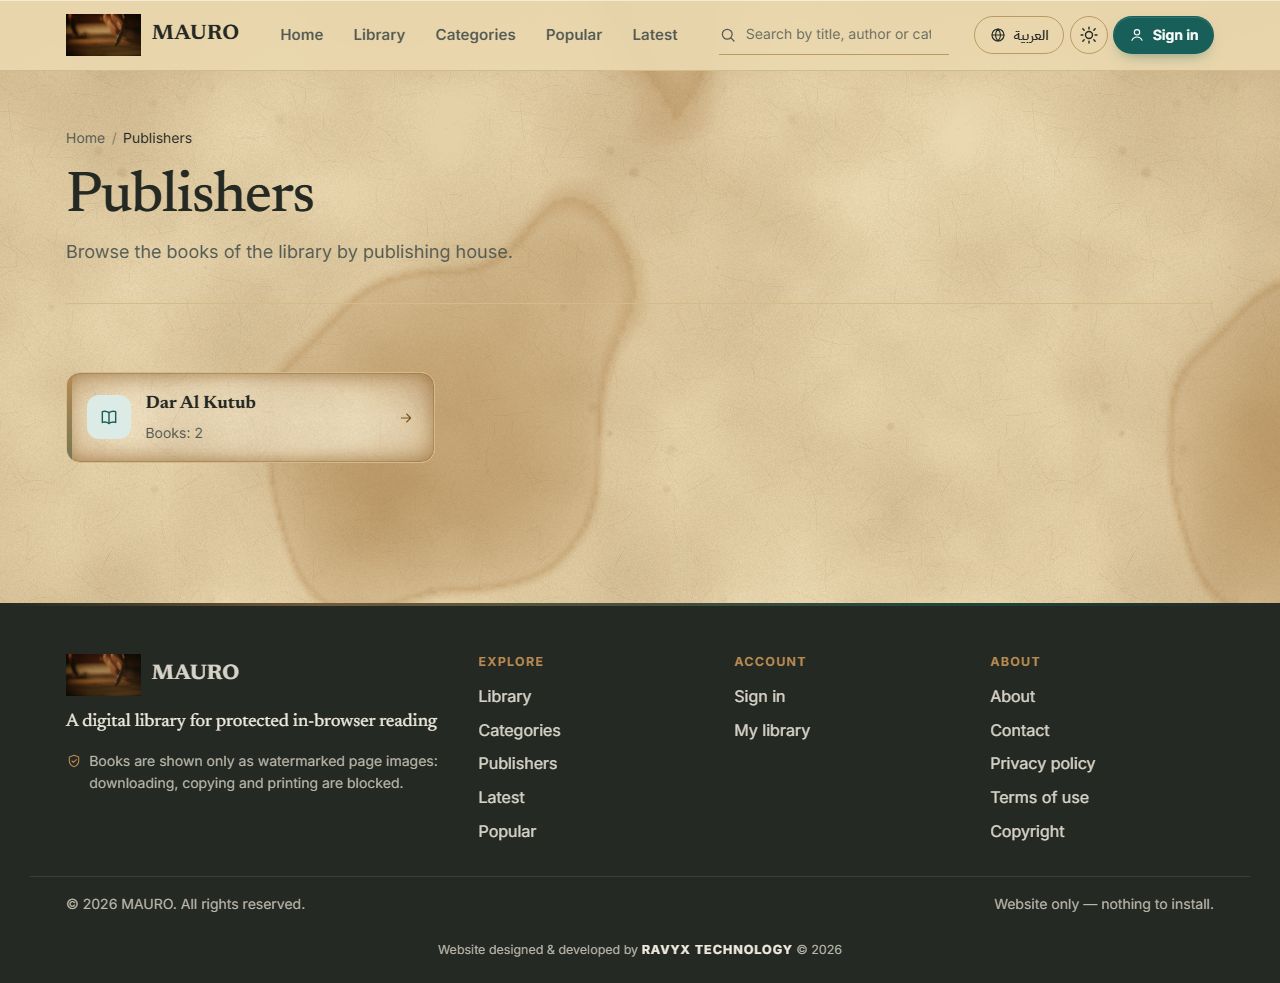 MAURO
Home
Library
Categories
Popular
Latest
Search by title, author or cat
العربية
Sign in
Home / Publishers
Publishers
Browse the books of the library by publishing house.
Dar Al Kutub
Books: 2
MAURO
A digital library for protected in-browser reading
Books are shown only as watermarked page images:
downloading, copying and printing are blocked.
EXPLORE
Library
Categories
Publishers
Latest
Popular
ACCOUNT
Sign in
My library
ABOUT
About
Contact
Privacy policy
Terms of use
Copyright
© 2026 MAURO. All rights reserved.
Website only — nothing to install.
Website designed & developed by RAVYX TECHNOLOGY © 2026